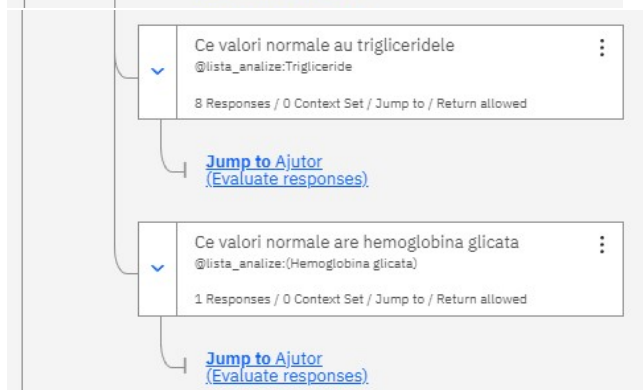 Ce valori normale au trigliceridele
@lista_analize:Trigliceride
8 Responses / 0 Context Set / Jump to / Return allowed
Jump to Ajutor
(Evaluate responses)
Ce valori normale are hemoglobina glicata
@lista_analize:(Hemoglobina glicata)
1 Responses / 0 Context Set / Jump to / Return allowed
Jump to Ajutor
(Evaluate responses)